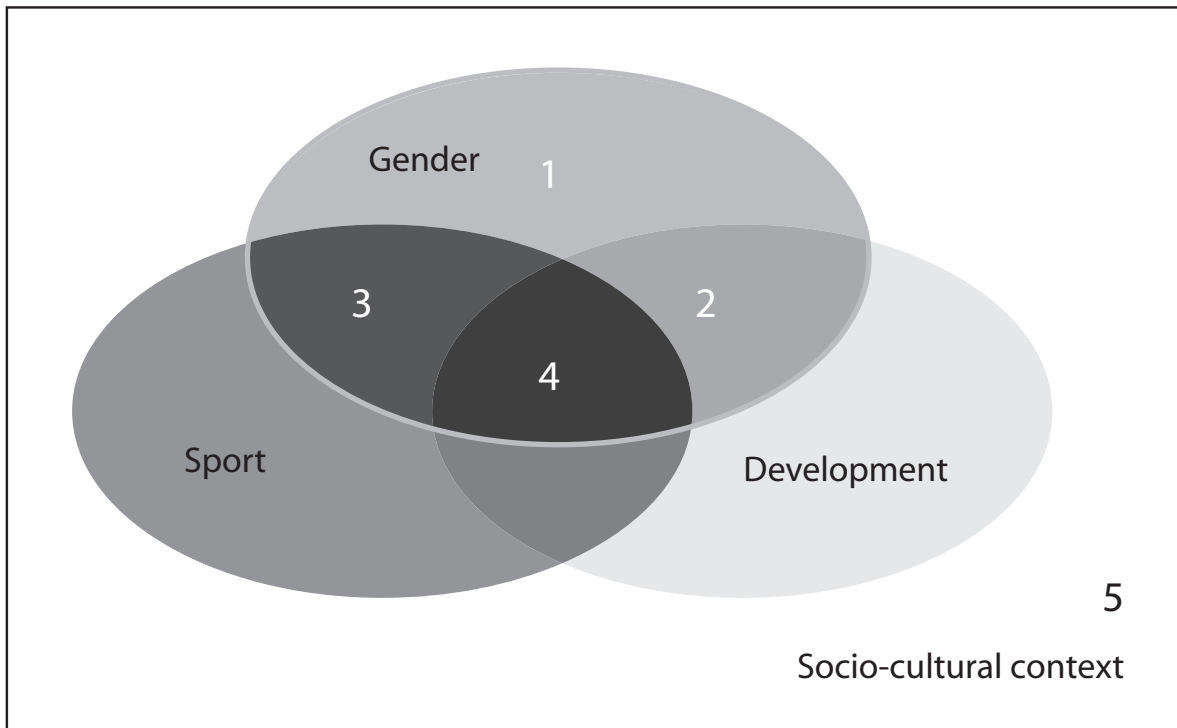 Gender 1
3 2
4
Sport
Development
5
Socio-cultural context